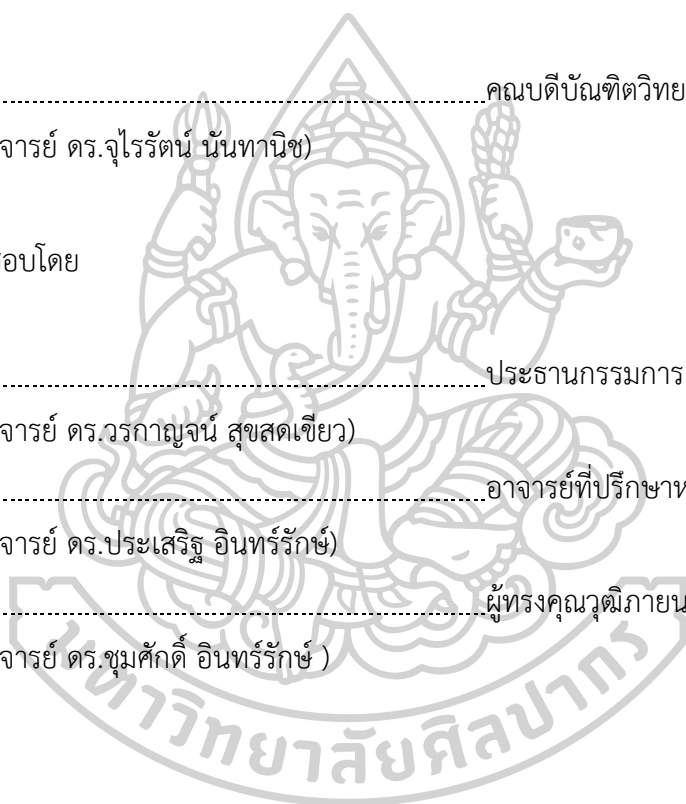 คณบดีบัณฑิตวิทย
จารย์ ดร.จุไรรัตน์ นันทานิช)
สอบโดย
ประธานกรรมการ
จารย์ ดร.วรกาญจน์ สุขสดเขียว)
อาจารย์ที่ปรึกษาห
จารย์ ดร.ประเสริฐ อินทร์รักษ์)
ผู้ทรงคุณวุฒิภายน
จารย์ ดร.ชุมศักดิ์ อินทร์รักษ์ )
มหาวิทยาลัยศิลปากร